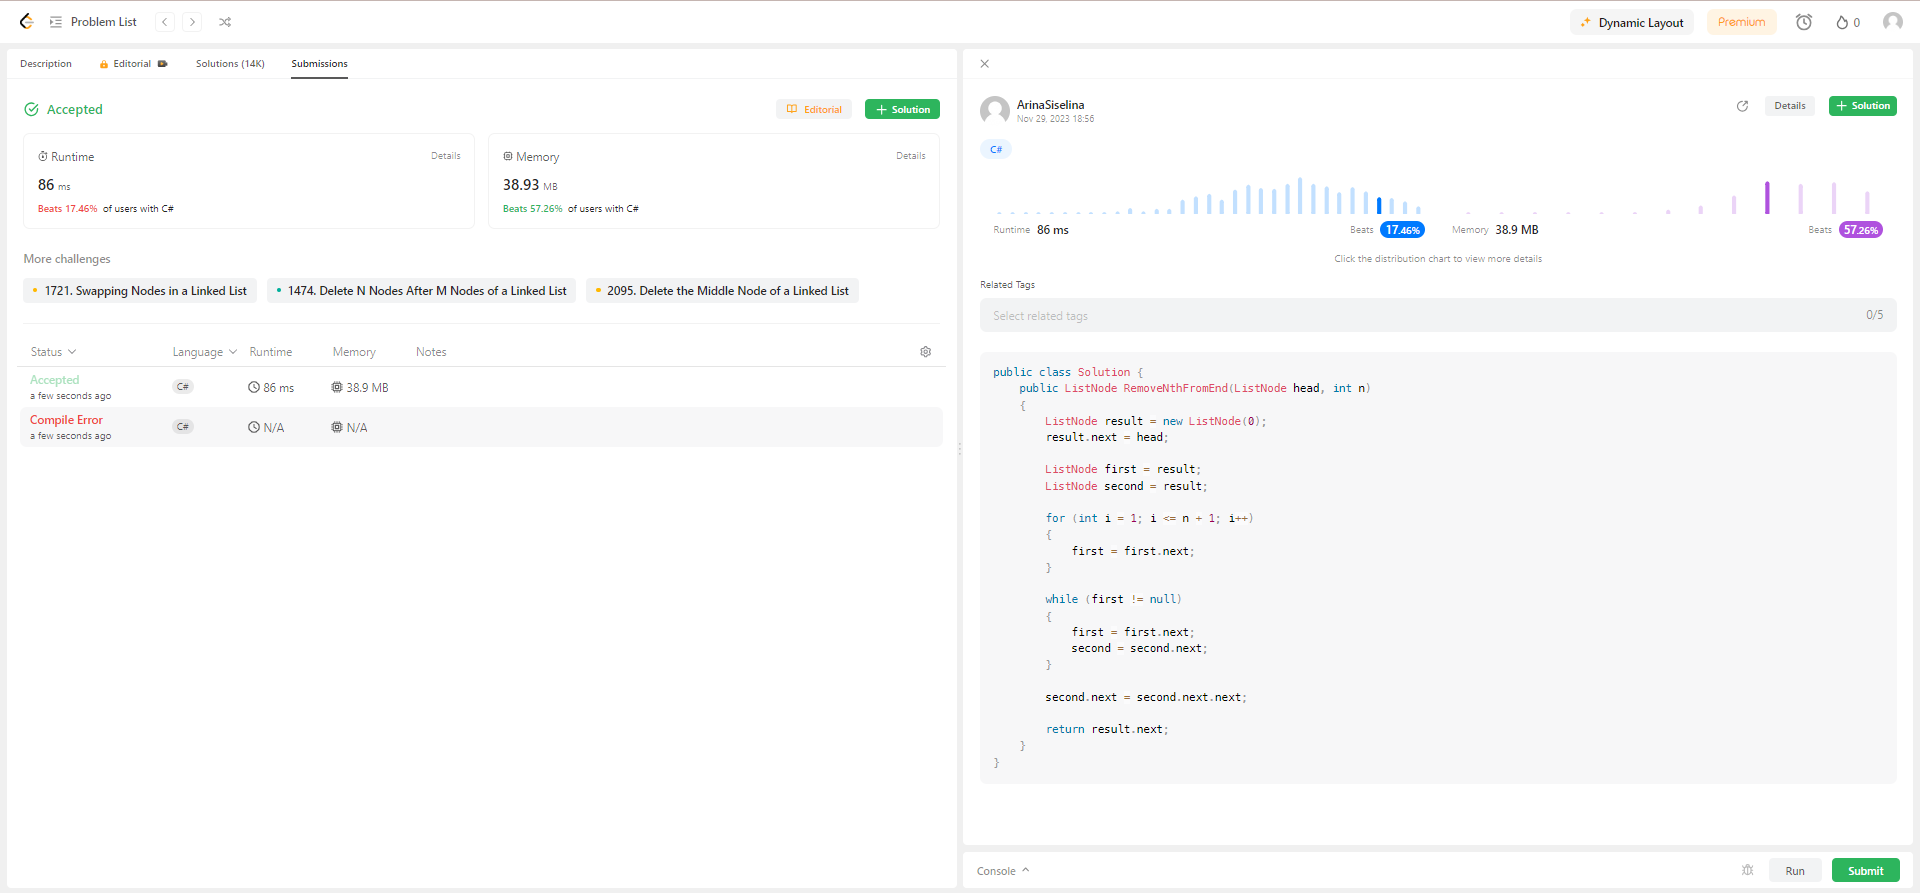 Problem List
Dynamic Layout
Premium
0
Description
Editorial
Solutions (14K)
Submissions
Accepted
Editorial
+ Solution
Runtime
Details
86 ms
Beats 17.46% of users with C#
Memory
Details
38.93 MB
Beats 57.26% of users with C#
More challenges
1721. Swapping Nodes in a Linked List
1474. Delete N Nodes After M Nodes of a Linked List
2095. Delete the Middle Node of a Linked List
Status
Language
Runtime
Memory
Notes
Accepted
a few seconds ago
C#
86 ms
38.9 MB
Compile Error
a few seconds ago
C#
N/A
N/A
ArinaSiselina
Nov 29, 2023 18:56
Details
+ Solution
C#
Runtime 86 ms
Beats 17.46%
Memory 38.9 MB
Beats 57.26%
Click the distribution chart to view more details
Related Tags
Select related tags
0/5
public class Solution {
public ListNode RemoveNthFromEnd(ListNode head, int n)
{
ListNode result = new ListNode(0);
result.next = head;
ListNode first = result;
ListNode second = result;
for (int i = 1; i <= n + 1; i++)
{
first = first.next;
}
while (first != null)
{
first = first.next;
second = second.next;
}
second.next = second.next.next;
return result.next;
}
}
Console
Run
Submit